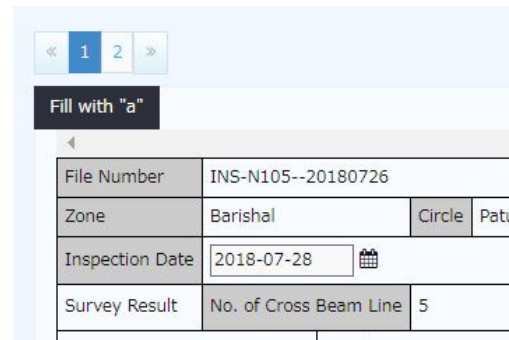 « 1 2 »
Fill with "a"
File Number INS-N105--20180726
Zone Barishal Circle Patu
Inspection Date 2018-07-28
Survey Result No. of Cross Beam Line 5